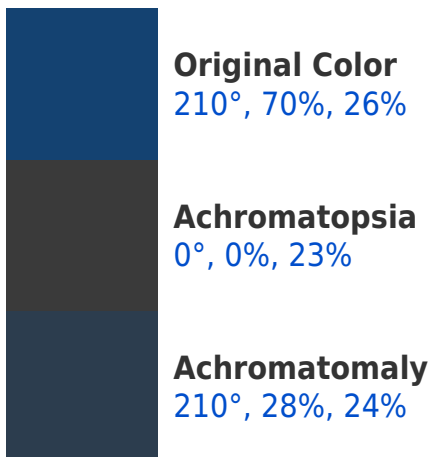 Original Color
210°, 70%, 26%
Achromatopsia
0°, 0%, 23%
Achromatomaly
210°, 28%, 24%